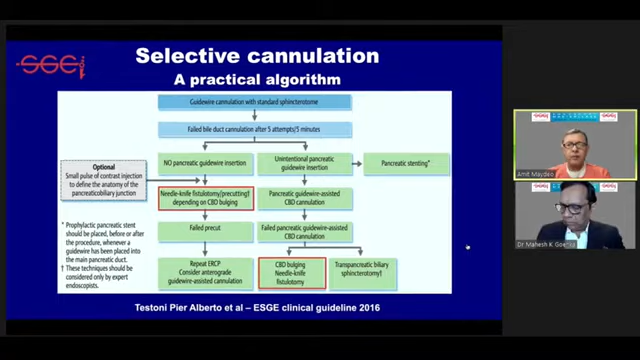 SGEI
Selective cannulation
A practical algorithm
Guidewire cannulation with standard sphincterotome
Failed bile duct cannulation after 5 attempts/5 minutes
Optional
Small pulse of contrast injection
to define the anatomy of the
pancreaticobiliary junction
NO pancreatic guidewire insertion
Unintentional pancreatic
guidewire insertion
Pancreatic stenting*
Needle-knife fistulotomy/precutting†
depending on CBD bulging
Pancreatic guidewire-assisted
CBD cannulation
Failed precut
Failed pancreatic guidewire-assisted
CBD cannulation
Repeat ERCP
Consider anterograde
guidewire-assisted cannulation
CBD bulging
Needle-knife
fistulotomy
Transpancreatic biliary
sphincterotomy†
* Prophylactic pancreatic stent
should be placed, before or after
the procedure, whenever a
guidewire has been placed into
the main pancreatic duct.
† These techniques should be
considered only by expert
endoscopists.
Testoni Pier Alberto et al – ESGE clinical guideline 2016
Amit Maydeo
Dr Mahesh K Goenka